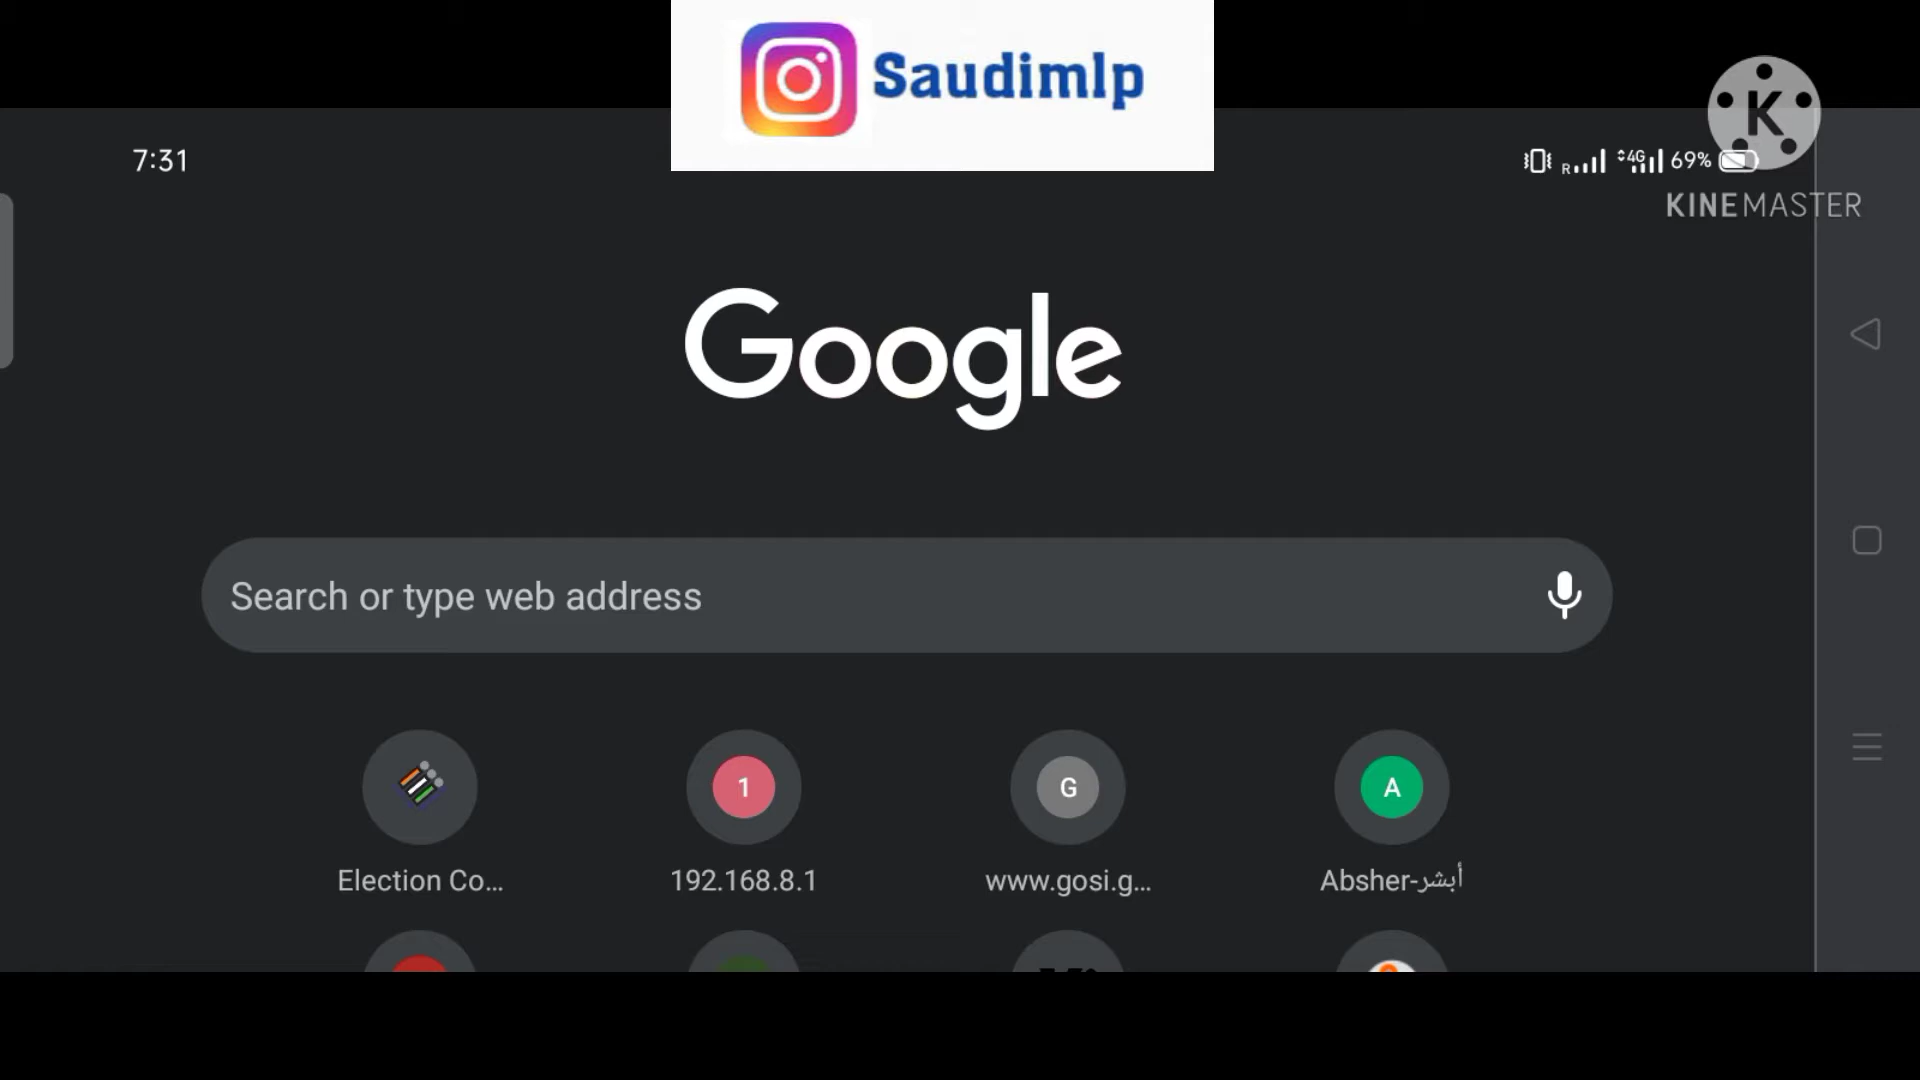 Saudimlp
7:31
R 4G 69%
K
KINEMASTER
Google
Search or type web address
1
G
A
Election Co...
192.168.8.1
www.gosi.g...
Absher-أبشر